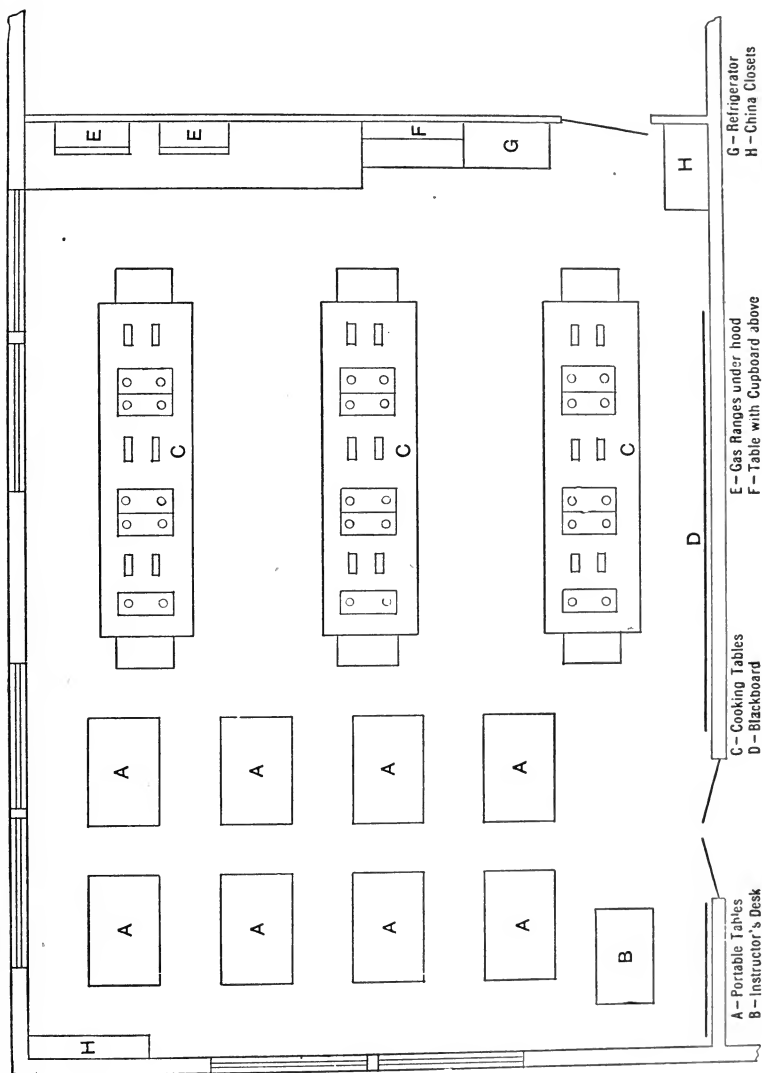 E
E
F
G
H
C
C
C
D
A
A
A
A
A
A
A
A
B
H
A – Portable Tables
B – Instructor's Desk
C – Cooking Tables
D – Blackboard
E – Gas Ranges under hood
F – Table with Cupboard above
G – Refrigerator
H – China Closets